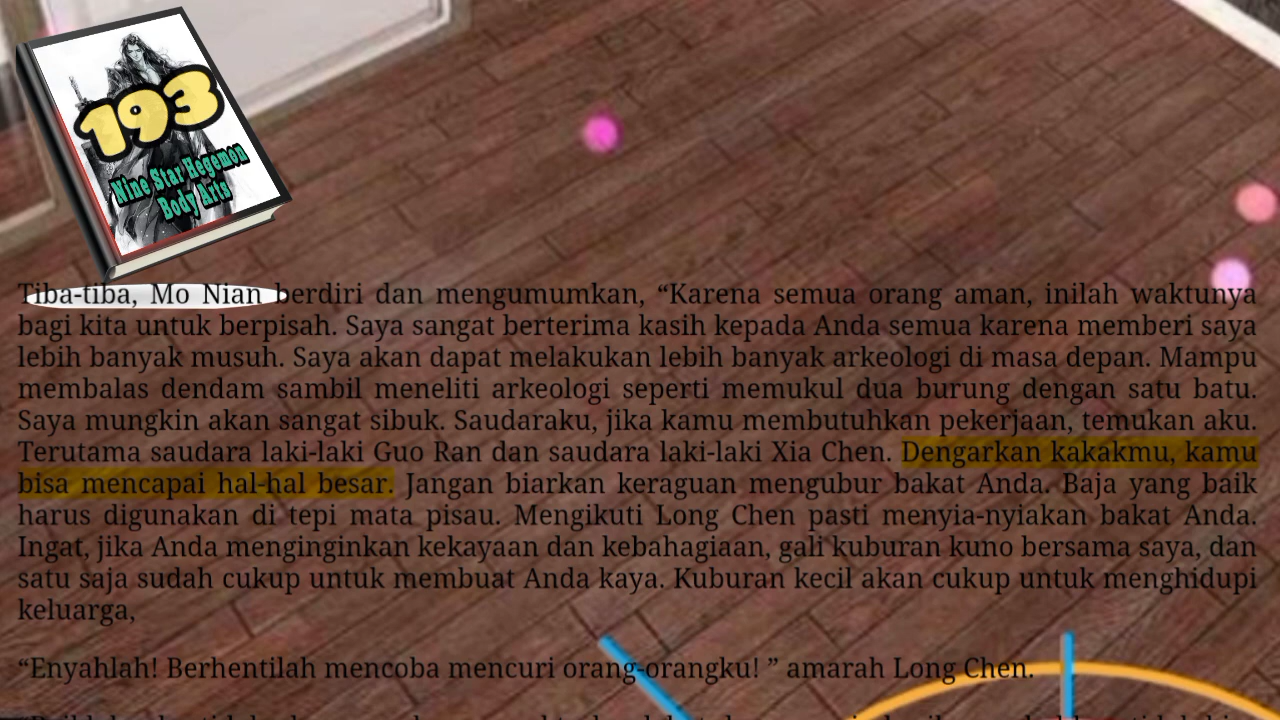 193
Nine Star Hegemon
Body Arts
Tiba-tiba, Mo Nian berdiri dan mengumumkan, “Karena semua orang aman, inilah waktunya
bagi kita untuk berpisah. Saya sangat berterima kasih kepada Anda semua karena memberi saya
lebih banyak musuh. Saya akan dapat melakukan lebih banyak arkeologi di masa depan. Mampu
membalas dendam sambil meneliti arkeologi seperti memukul dua burung dengan satu batu.
Saya mungkin akan sangat sibuk. Saudaraku, jika kamu membutuhkan pekerjaan, temukan aku.
Terutama saudara laki-laki Guo Ran dan saudara laki-laki Xia Chen. Dengarkan kakakmu, kamu
bisa mencapai hal-hal besar. Jangan biarkan keraguan mengubur bakat Anda. Baja yang baik
harus digunakan di tepi mata pisau. Mengikuti Long Chen pasti menyia-nyiakan bakat Anda.
Ingat, jika Anda menginginkan kekayaan dan kebahagiaan, gali kuburan kuno bersama saya, dan
satu saja sudah cukup untuk membuat Anda kaya. Kuburan kecil akan cukup untuk menghidupi
keluarga,
“Enyahlah! Berhentilah mencoba mencuri orang-orangku! ” amarah Long Chen.